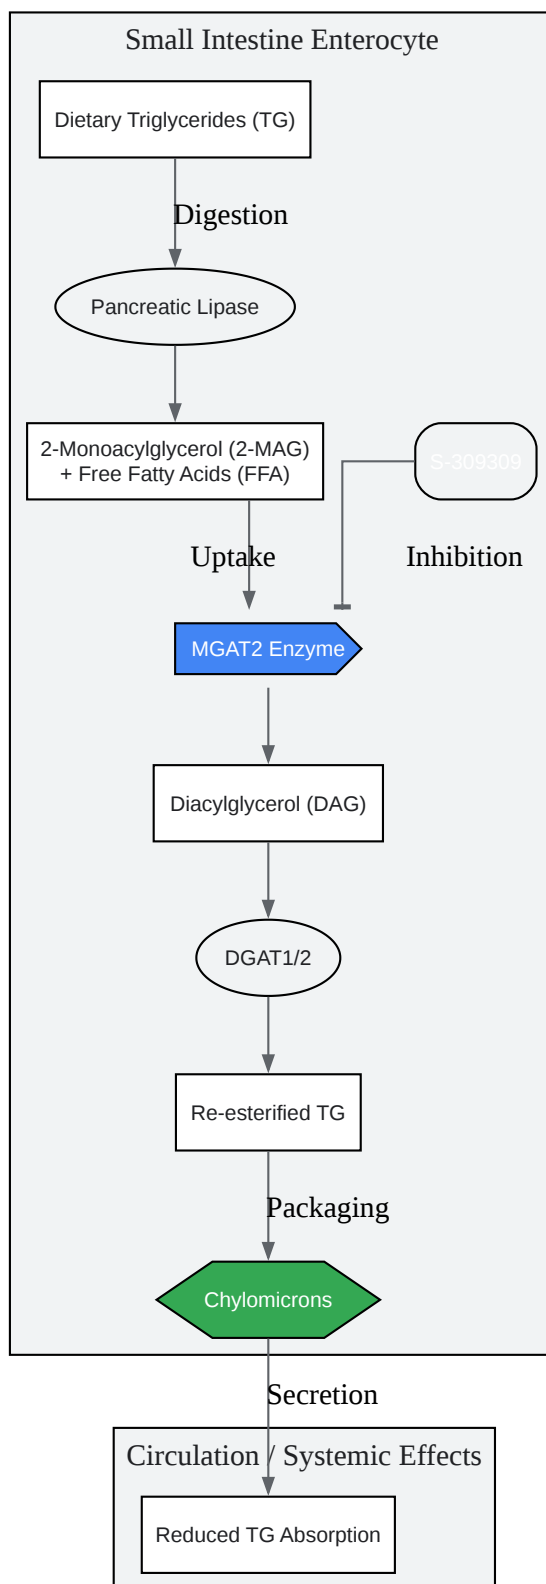 Small Intestine Enterocyte
Dietary Triglycerides (TG)
Digestion
Pancreatic Lipase
2-Monoacylglycerol (2-MAG)
+ Free Fatty Acids (FFA)
S-309309
Uptake
Inhibition
MGAT2 Enzyme
Diacylglycerol (DAG)
DGAT1/2
Re-esterified TG
Packaging
Chylomicrons
Secretion
Circulation / Systemic Effects
Reduced TG Absorption